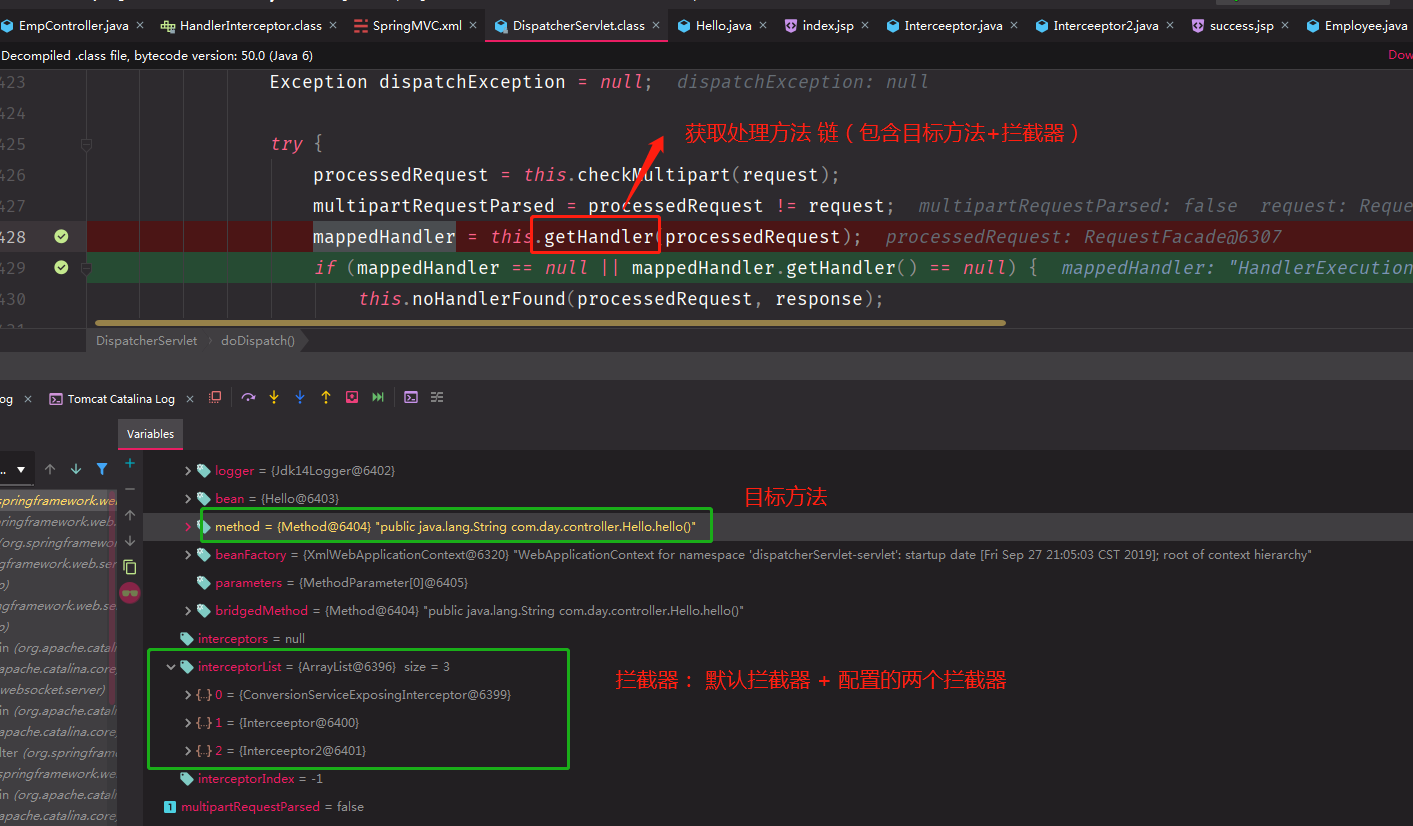 EmpController.java × HandlerInterceptor.class × SpringMVC.xml × DispatcherServlet.class × Hello.java × index.jsp × Interceeptor.java × Interceeptor2.java × success.jsp × Employee.java
Decompiled .class file, bytecode version: 50.0 (Java 6) Dow
423 Exception dispatchException = null; dispatchException: null
424
获取处理方法 链（包含目标方法+拦截器）
425 try {
426 processedRequest = this.checkMultipart(request);
427 multipartRequestParsed = processedRequest != request; multipartRequestParsed: false request: Reque
428 mappedHandler = this.getHandler(processedRequest); processedRequest: RequestFacade@6307
429 if (mappedHandler == null || mappedHandler.getHandler() == null) { mappedHandler: "HandlerExecution
430 this.noHandlerFound(processedRequest, response);
DispatcherServlet › doDispatch()
og × Tomcat Catalina Log ×
Variables
logger = {Jdk14Logger@6402}
bean = {Hello@6403}
目标方法
method = {Method@6404} "public java.lang.String com.day.controller.Hello.hello()"
beanFactory = {XmlWebApplicationContext@6320} "WebApplicationContext for namespace 'dispatcherServlet-servlet': startup date [Fri Sep 27 21:05:03 CST 2019]; root of context hierarchy"
parameters = {MethodParameter[0]@6405}
bridgedMethod = {Method@6404} "public java.lang.String com.day.controller.Hello.hello()"
interceptors = null
interceptorList = {ArrayList@6396} size = 3
拦截器： 默认拦截器 + 配置的两个拦截器
0 = {ConversionServiceExposingInterceptor@6399}
1 = {Interceeptor@6400}
2 = {Interceeptor2@6401}
interceptorIndex = -1
multipartRequestParsed = false
springframework.we
springframework.web.
(org.springframework
gframework.web.ser
o)
ngframework.web.se
o)
in (org.apache.catali
apache.catalina.core
websocket.server)
in (org.apache.catal
apache.catalina.core
lter (org.springfram
springframework.we
in (org.apache.catal
apache.catalina.core